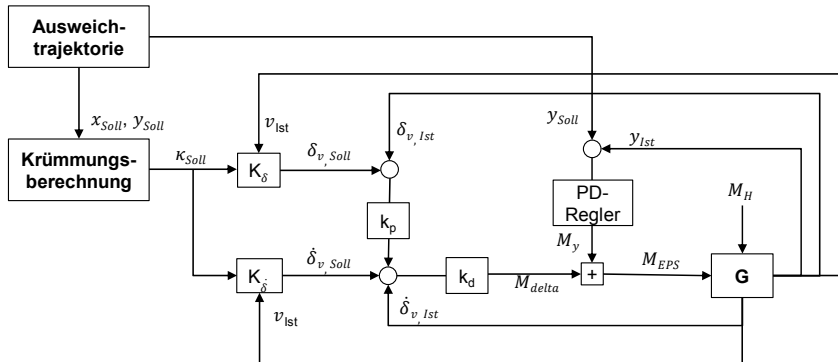 Ausweich-
trajektorie
x_Soll, y_Soll
Krümmungs-
berechnung
κ_Soll
v_Ist
K_δ
δ_v, Soll
δ_v, Ist
k_p
y_Soll
y_Ist
PD-
Regler
M_y
M_H
K_δ̇
δ̇_v, Soll
v_Ist
k_d
M_delta
+
M_EPS
G
δ̇_v, Ist